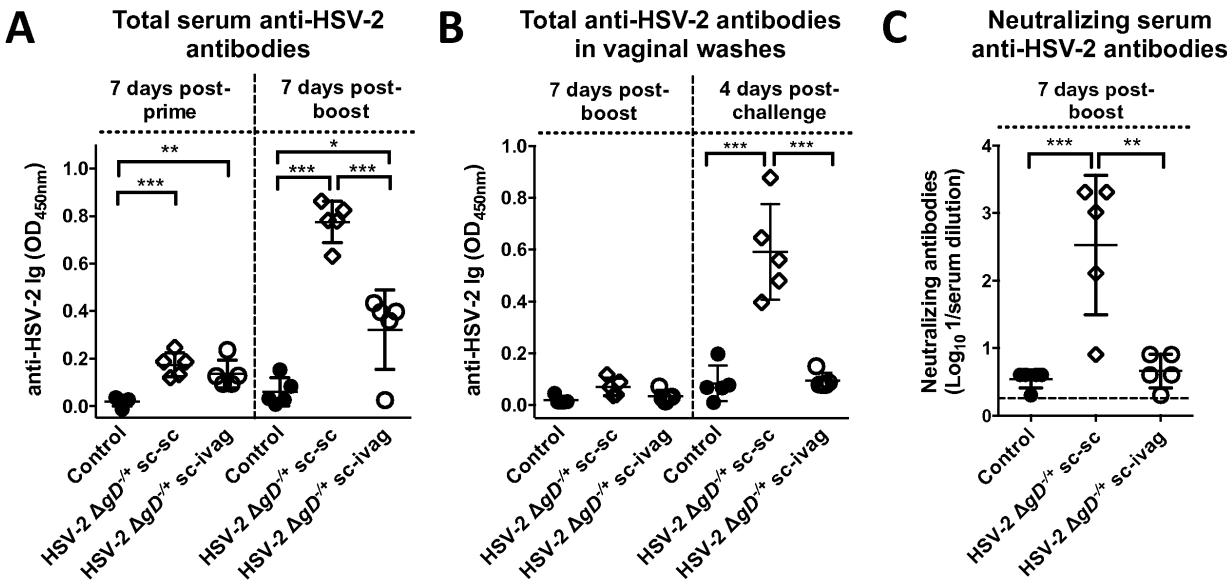 A
Total serum anti-HSV-2
antibodies
7 days post-
prime
7 days post-
boost
anti-HSV-2 Ig (OD450nm)
1.0
0.8
0.6
0.4
0.2
0.0
***
**
***
*
***
Control
HSV-2 ΔgD-/+ sc-sc
HSV-2 ΔgD-/+ sc-ivag
Control
HSV-2 ΔgD-/+ sc-sc
HSV-2 ΔgD-/+ sc-ivag
B
Total anti-HSV-2 antibodies
in vaginal washes
7 days post-
boost
4 days post-
challenge
anti-HSV-2 Ig (OD450nm)
1.0
0.8
0.6
0.4
0.2
0.0
***
***
Control
HSV-2 ΔgD-/+ sc-sc
HSV-2 ΔgD-/+ sc-ivag
Control
HSV-2 ΔgD-/+ sc-sc
HSV-2 ΔgD-/+ sc-ivag
C
Neutralizing serum
anti-HSV-2 antibodies
7 days post-
boost
Neutralizing antibodies
(Log10 1/serum dilution)
4
3
2
1
0
***
**
Control
HSV-2 ΔgD-/+ sc-sc
HSV-2 ΔgD-/+ sc-ivag